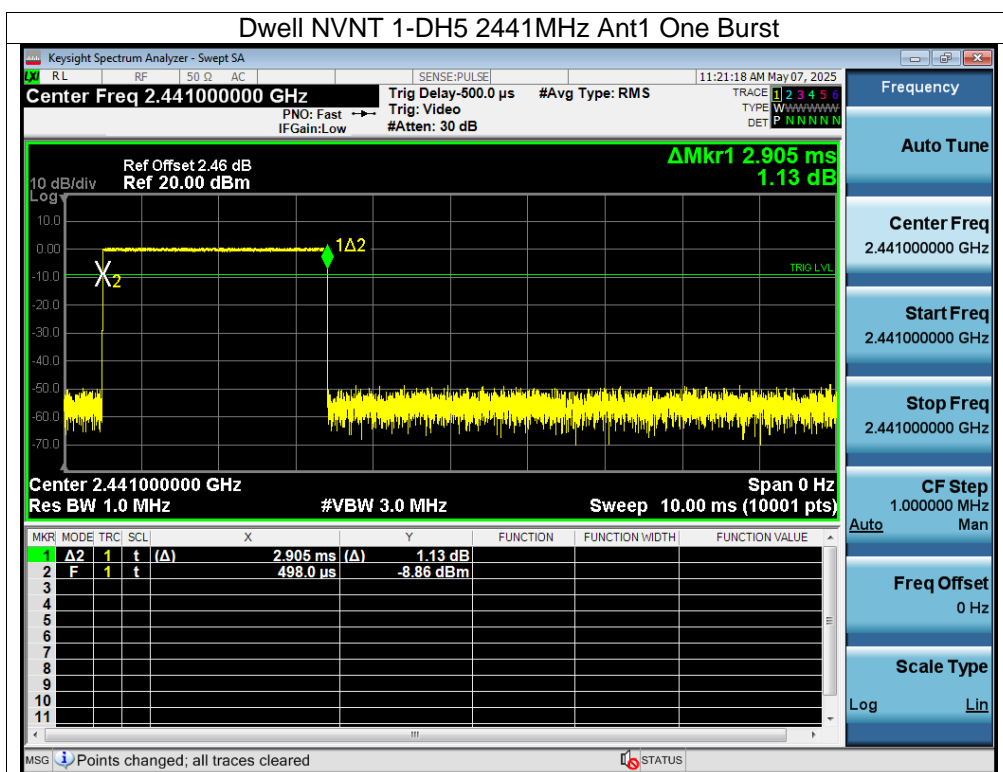 Dwell NVNT 1-DH5 2441MHz Ant1 One Burst
Keysight Spectrum Analyzer - Swept SA
LXI RL RF 50 Ω AC SENSE:PULSE 11:21:18 AM May 07, 2025
Center Freq 2.441000000 GHz Trig Delay-500.0 µs #Avg Type: RMS TRACE 1 2 3 4 5 6
PNO: Fast Trig: Video TYPE WWWWWWW
IFGain:Low #Atten: 30 dB DET P N N N N N
ΔMkr1 2.905 ms
1.13 dB
Ref Offset 2.46 dB
10 dB/div Ref 20.00 dBm
Log
10.0
0.00
-10.0
-20.0
-30.0
-40.0
-50.0
-60.0
-70.0
1Δ2
TRIG LVL
2
Center 2.441000000 GHz Span 0 Hz
Res BW 1.0 MHz #VBW 3.0 MHz Sweep 10.00 ms (10001 pts)
MKR MODE TRC SCL X Y FUNCTION FUNCTION WIDTH FUNCTION VALUE
1 Δ2 1 t (Δ) 2.905 ms (Δ) 1.13 dB
2 F 1 t 498.0 µs -8.86 dBm
3
4
5
6
7
8
9
10
11
MSG Points changed; all traces cleared STATUS
Frequency
Auto Tune
Center Freq
2.441000000 GHz
Start Freq
2.441000000 GHz
Stop Freq
2.441000000 GHz
CF Step
1.000000 MHz
Auto Man
Freq Offset
0 Hz
Scale Type
Log Lin